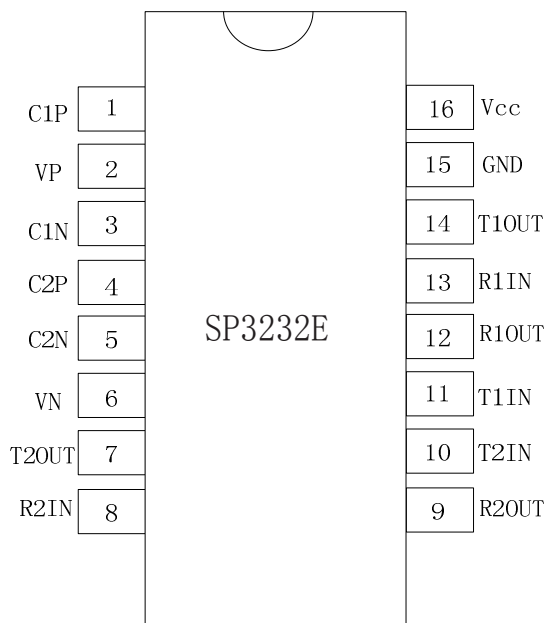 C1P 1 16 Vcc
VP 2 15 GND
C1N 3 14 T1OUT
C2P 4 13 R1IN
SP3232E
C2N 5 12 R1OUT
VN 6 11 T1IN
T2OUT 7 10 T2IN
R2IN 8 9 R2OUT